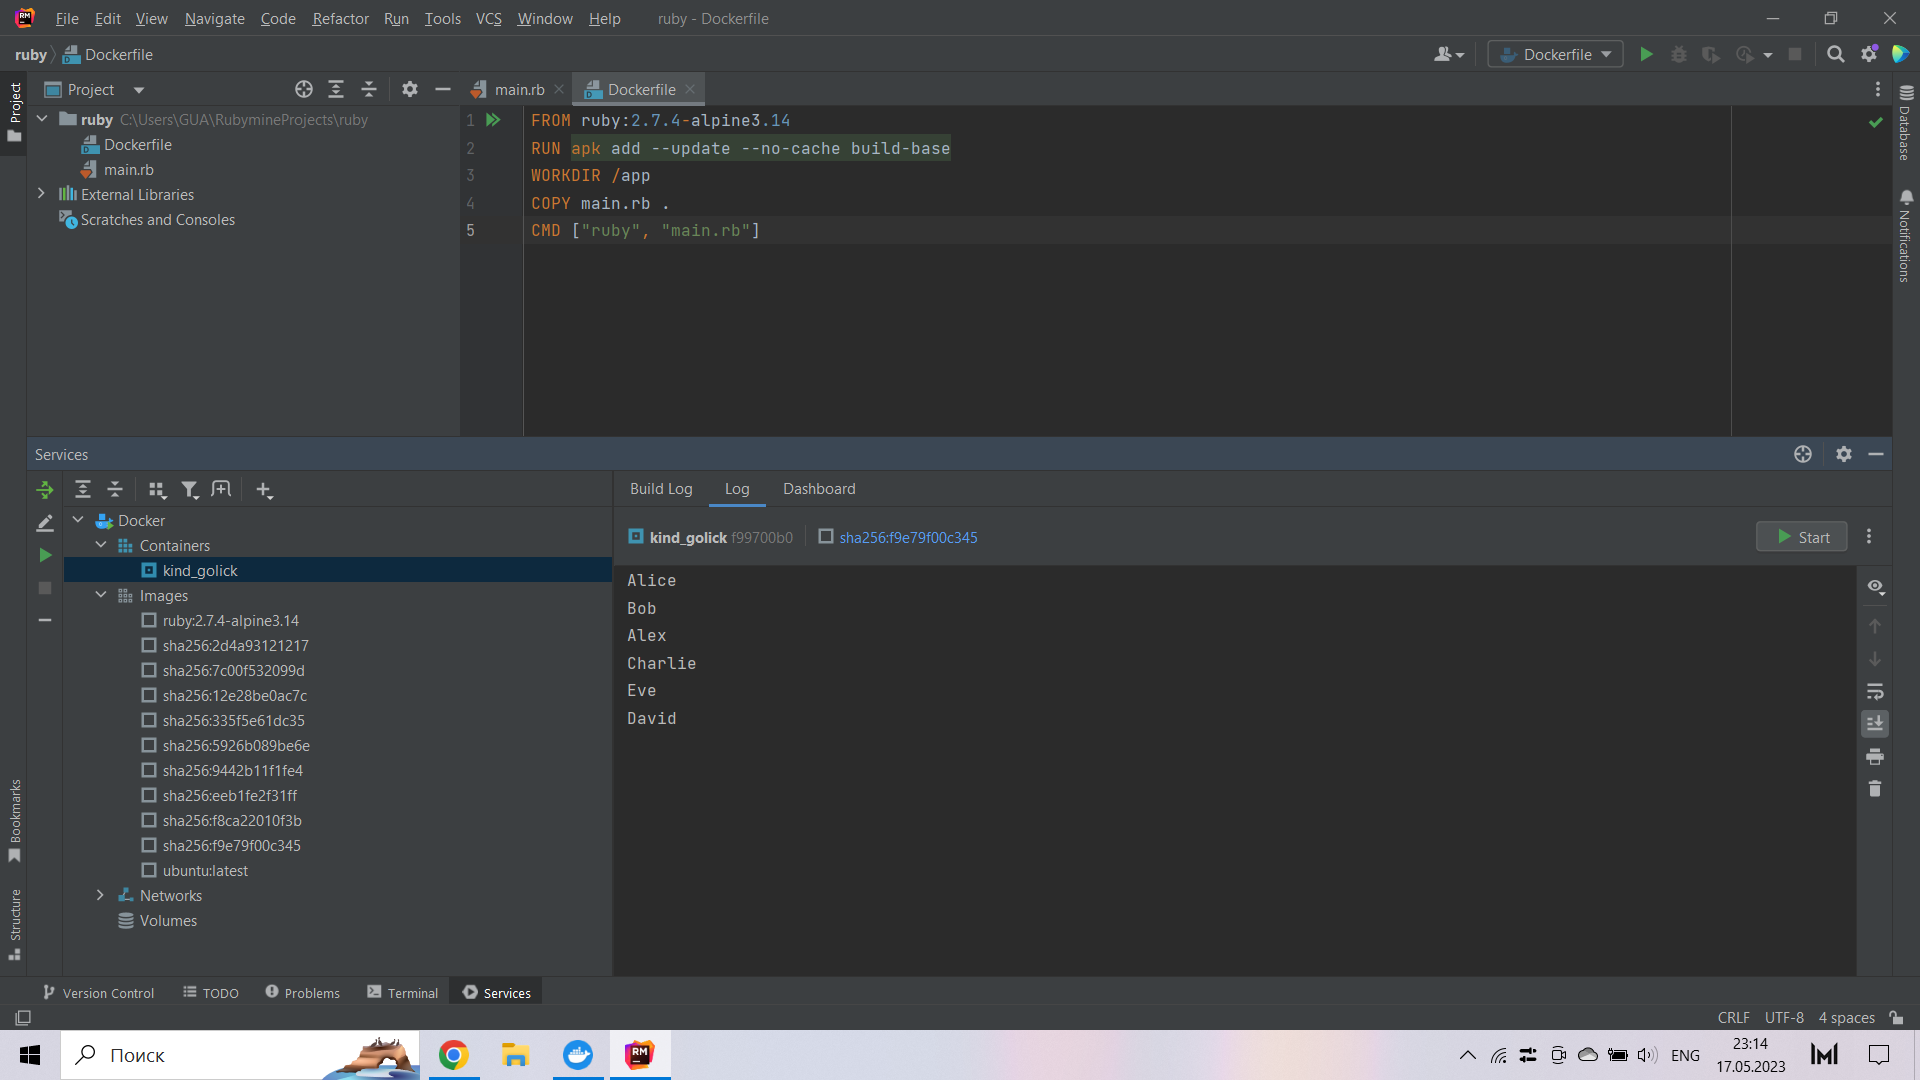 File Edit View Navigate Code Refactor Run Tools VCS Window Help ruby - Dockerfile
ruby Dockerfile
Dockerfile
Project
main.rb
Dockerfile
Project
ruby C:\Users\GUA\RubymineProjects\ruby
Dockerfile
main.rb
External Libraries
Scratches and Consoles
1 FROM ruby:2.7.4-alpine3.14
2 RUN apk add --update --no-cache build-base
3 WORKDIR /app
4 COPY main.rb .
5 CMD ["ruby", "main.rb"]
Database
Notifications
Services
Build Log Log Dashboard
Docker
Containers
kind_golick
Images
ruby:2.7.4-alpine3.14
sha256:2d4a93121217
sha256:7c00f532099d
sha256:12e28be0ac7c
sha256:335f5e61dc35
sha256:5926b089be6e
sha256:9442b11f1fe4
sha256:eeb1fe2f31ff
sha256:f8ca22010f3b
sha256:f9e79f00c345
ubuntu:latest
Networks
Volumes
kind_golick f99700b0 sha256:f9e79f00c345
Start
Alice
Bob
Alex
Charlie
Eve
David
Bookmarks
Structure
Version Control TODO Problems Terminal Services
CRLF UTF-8 4 spaces
Поиск
ENG
23:14
17.05.2023